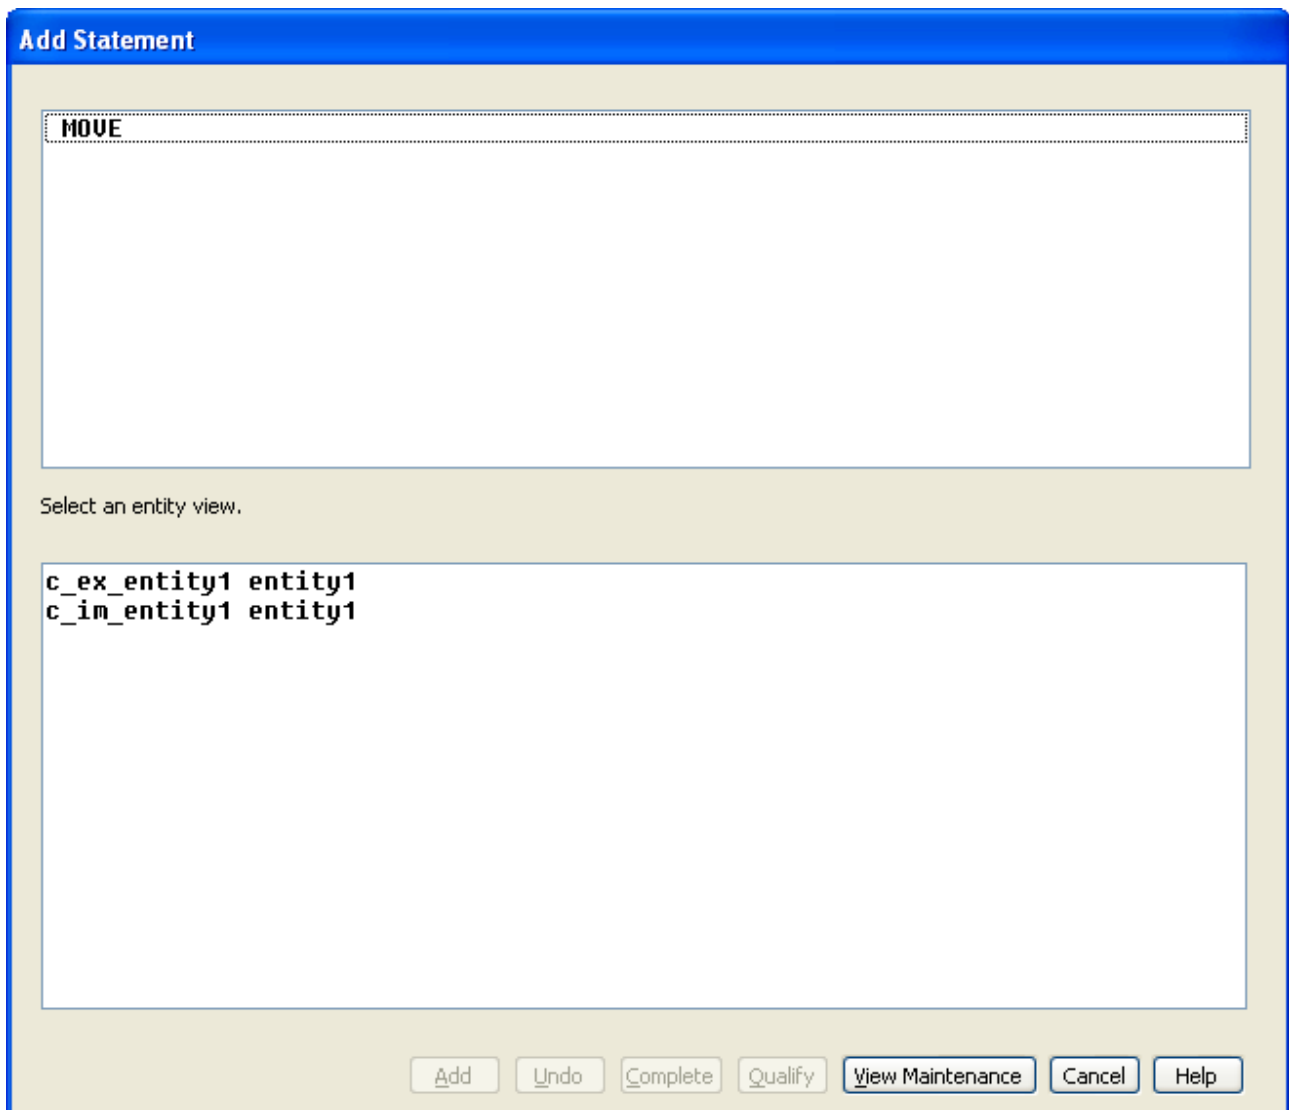 Add Statement
MOVE
Select an entity view.
c_ex_entity1 entity1
c_im_entity1 entity1
Add Undo Complete Qualify View Maintenance Cancel Help